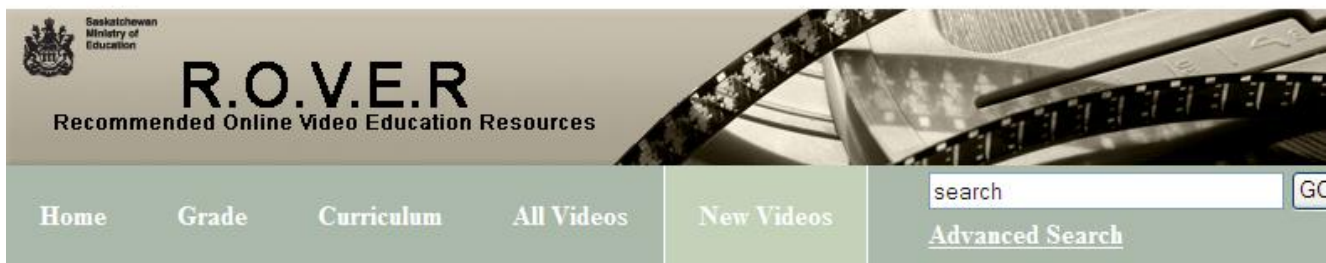 Saskatchewan
Ministry of
Education
R.O.V.E.R
Recommended Online Video Education Resources
Home Grade Curriculum All Videos New Videos
search GO
Advanced Search